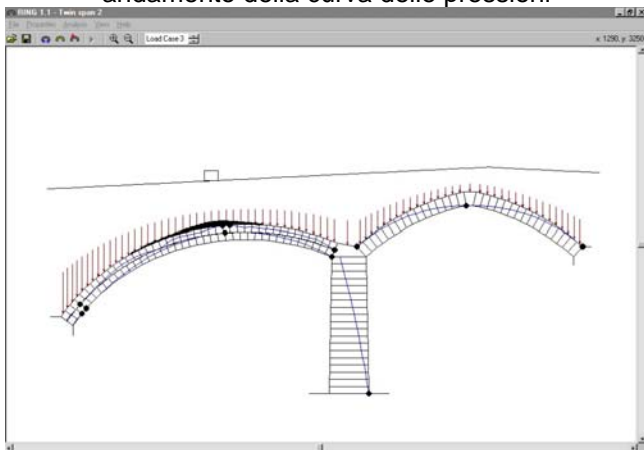 andamento della curva delle pressioni
RING 1.1 - Twin span 2
File Properties Analysis View Help
Load Case 3
x: 1290, y: 3250